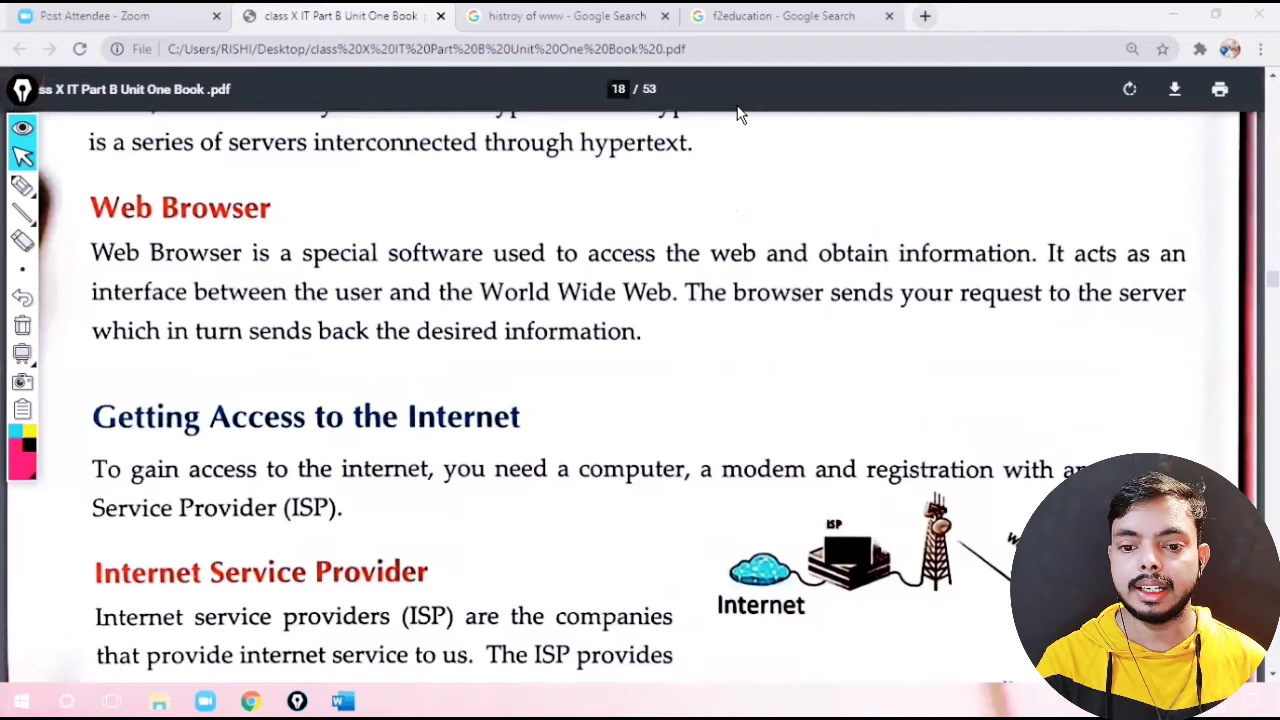 Post Attendee - Zoom
class X IT Part B Unit One Book
histroy of www - Google Search
f2education - Google Search
File
C:/Users/RISHI/Desktop/class%20X%20IT%20Part%20B%20Unit%20One%20Book%20.pdf
ss X IT Part B Unit One Book .pdf
18 / 53
is a series of servers interconnected through hypertext.
Web Browser
Web Browser is a special software used to access the web and obtain information. It acts as an
interface between the user and the World Wide Web. The browser sends your request to the server
which in turn sends back the desired information.
Getting Access to the Internet
To gain access to the internet, you need a computer, a modem and registration with
Service Provider (ISP).
ISP
Internet
Internet Service Provider
Internet service providers (ISP) are the companies
that provide internet service to us. The ISP provides